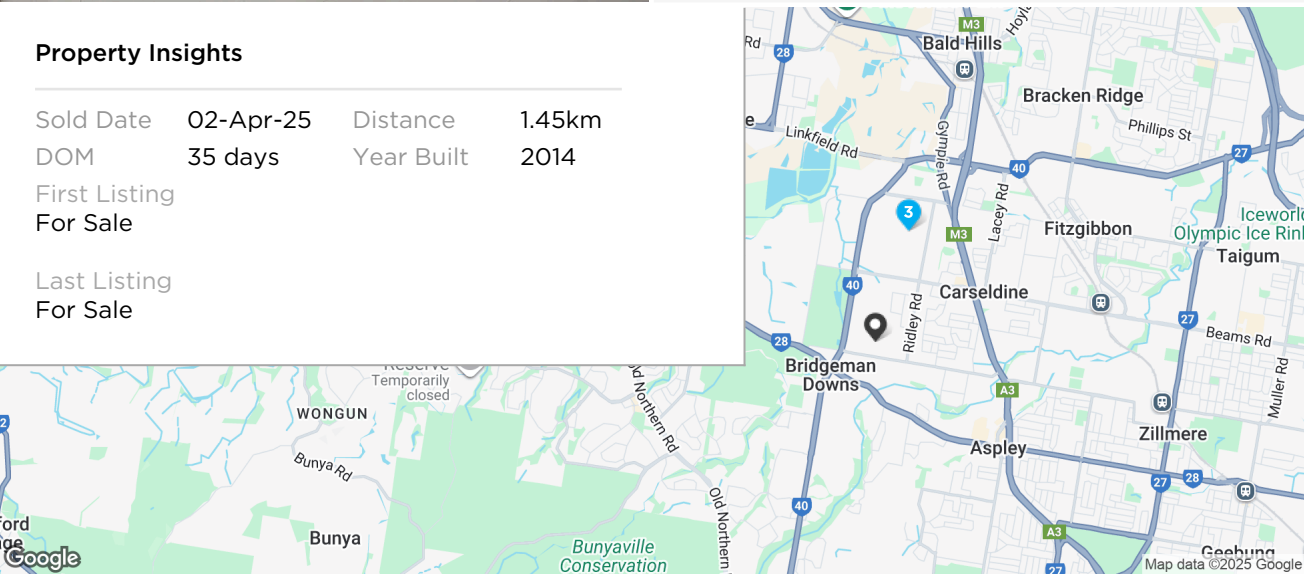 Property Insights
Sold Date 02-Apr-25 Distance 1.45km
DOM 35 days Year Built 2014
First Listing
For Sale
Last Listing
For Sale
M3
Bald Hills
Rd
28
Bracken Ridge
Phillips St
Linkfield Rd
Gympie Rd
27
40
Lacey Rd
3
M3
Fitzgibbon
Olympic Ice
Taigum
40
Carseldine
Ridley Rd
27
Beams Rd
28
Bridgeman
Downs
Muller Rd
Reserve
Temporarily
closed
A3
WONGUN
Old Northern Rd
Zillmere
Aspley
Bunya Rd
27
28
40
Old Northern
A3
Bunya
Bunyaville
Conservation
Geebung
27
Google
Map data ©2025 Google